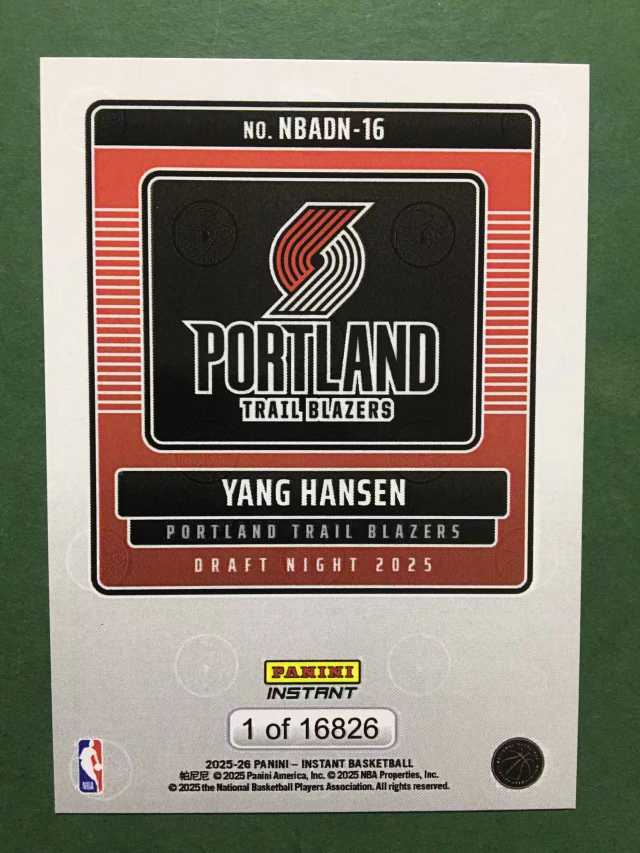 NO. NBADN-16
PORTLAND
TRAIL BLAZERS
YANG HANSEN
PORTLAND TRAIL BLAZERS
DRAFT NIGHT 2025
PANINI
INSTANT
1 of 16826
2025-26 PANINI – INSTANT BASKETBALL
帕尼尼 © 2025 Panini America, Inc. © 2025 NBA Properties, Inc.
© 2025 the National Basketball Players Association. All rights reserved.
NBA